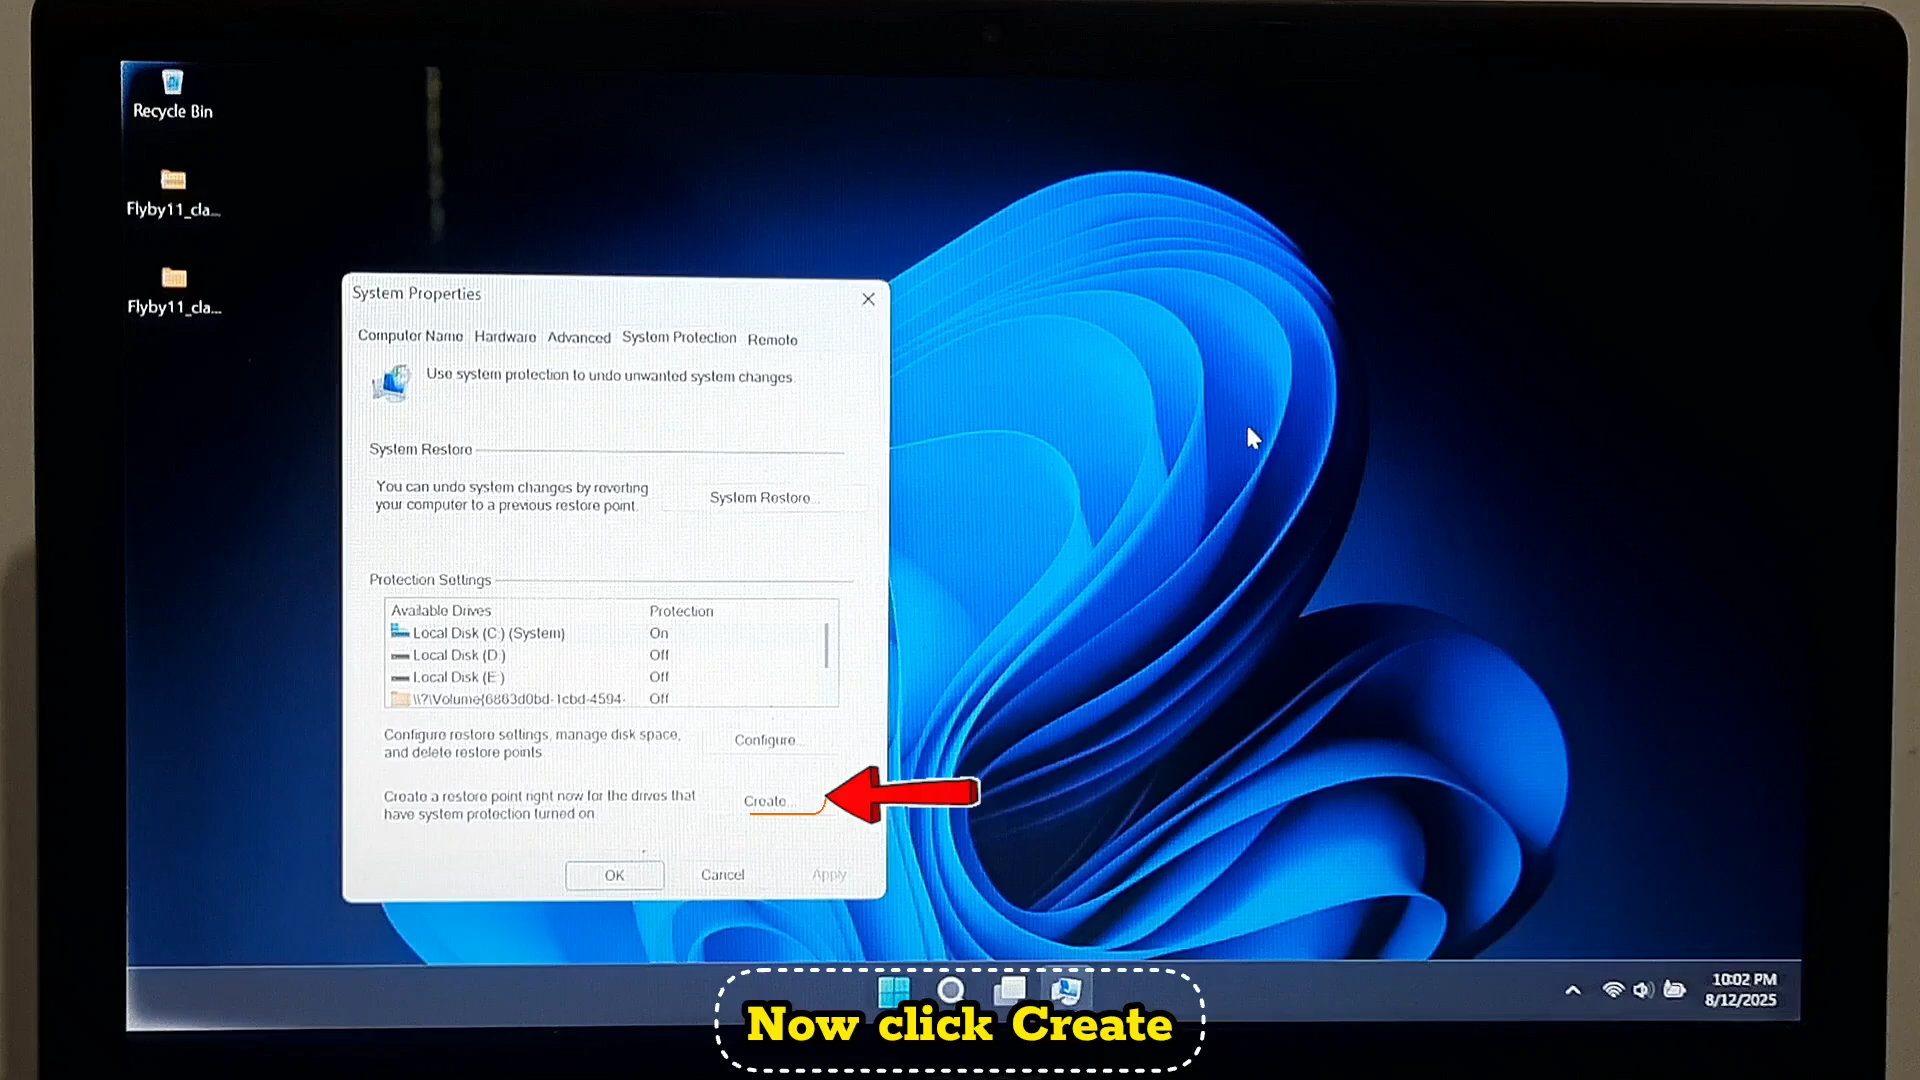 Recycle Bin
Flyby11_cla...
Flyby11_cla...
System Properties
Computer Name Hardware Advanced System Protection Remote
Use system protection to undo unwanted system changes.
System Restore
You can undo system changes by reverting
your computer to a previous restore point.
System Restore...
Protection Settings
Available Drives Protection
Local Disk (C:) (System) On
Local Disk (D:) Off
Local Disk (E:) Off
\\?\Volume{6863d0bd-1cbd-4594- Off
Configure restore settings, manage disk space,
and delete restore points.
Configure...
Create a restore point right now for the drives that
have system protection turned on.
Create...
OK Cancel Apply
10:02 PM
8/12/2025
Now click Create